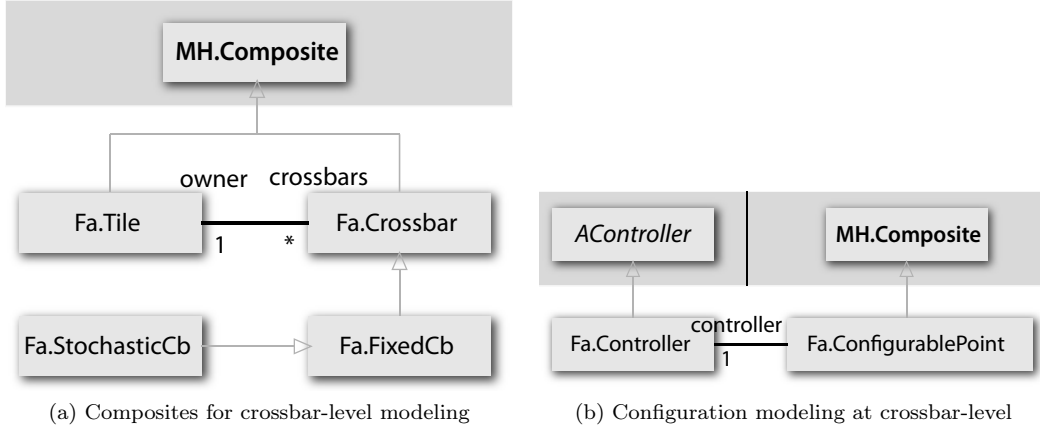 MH.Composite
owner crossbars
Fa.Tile Fa.Crossbar
1 *
Fa.StochasticCb Fa.FixedCb
(a) Composites for crossbar-level modeling
AController MH.Composite
controller
Fa.Controller Fa.ConfigurablePoint
1
(b) Configuration modeling at crossbar-level